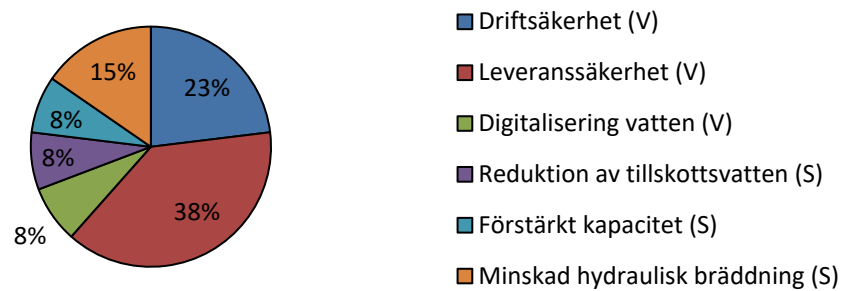 15%
23%
8%
8%
38%
8%
Driftsäkerhet (V)
Leveranssäkerhet (V)
Digitalisering vatten (V)
Reduktion av tillskottsvatten (S)
Förstärkt kapacitet (S)
Minskad hydraulisk bräddning (S)